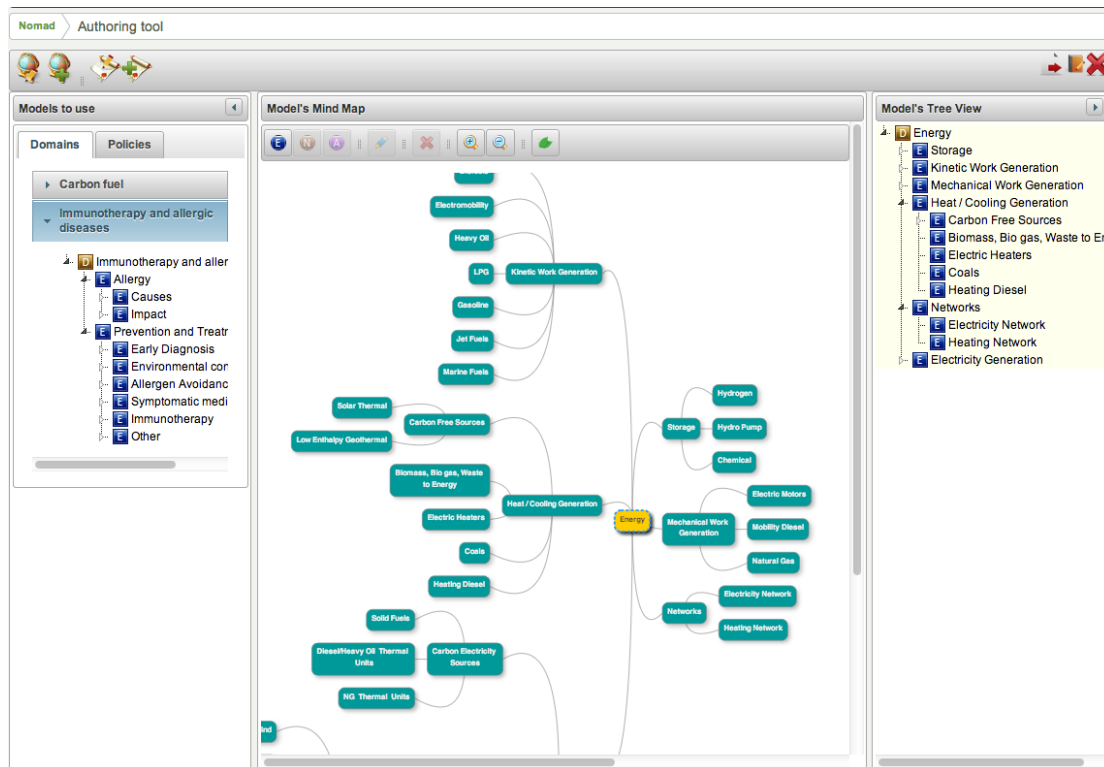 Nomad Authoring tool
Models to use
Domains Policies
Carbon fuel
Immunotherapy and allergic
diseases
D Immunotherapy and aller
E Allergy
E Causes
E Impact
E Prevention and Treatr
E Early Diagnosis
E Environmental con
E Allergen Avoidanc
E Symptomatic medi
E Immunotherapy
E Other
Model's Mind Map
E N A
Electromobility
Heavy Oil
LPG
Kinetic Work Generation
Gasoline
Jet Fuels
Marine Fuels
Solar Thermal
Carbon Free Sources
Low Enthalpy Geothermal
Biomass, Bio gas, Waste
to Energy
Heat / Cooling Generation
Electric Heaters
Coals
Heating Diesel
Solid Fuels
Diesel/Heavy Oil Thermal
Units
Carbon Electricity
Sources
NG Thermal Units
ind
Energy
Hydrogen
Storage
Hydro Pump
Chemical
Electric Motors
Mechanical Work
Generation
Mobility Diesel
Natural Gas
Electricity Network
Networks
Heating Network
Model's Tree View
D Energy
E Storage
E Kinetic Work Generation
E Mechanical Work Generation
E Heat / Cooling Generation
E Carbon Free Sources
E Biomass, Bio gas, Waste to Er
E Electric Heaters
E Coals
E Heating Diesel
E Networks
E Electricity Network
E Heating Network
E Electricity Generation